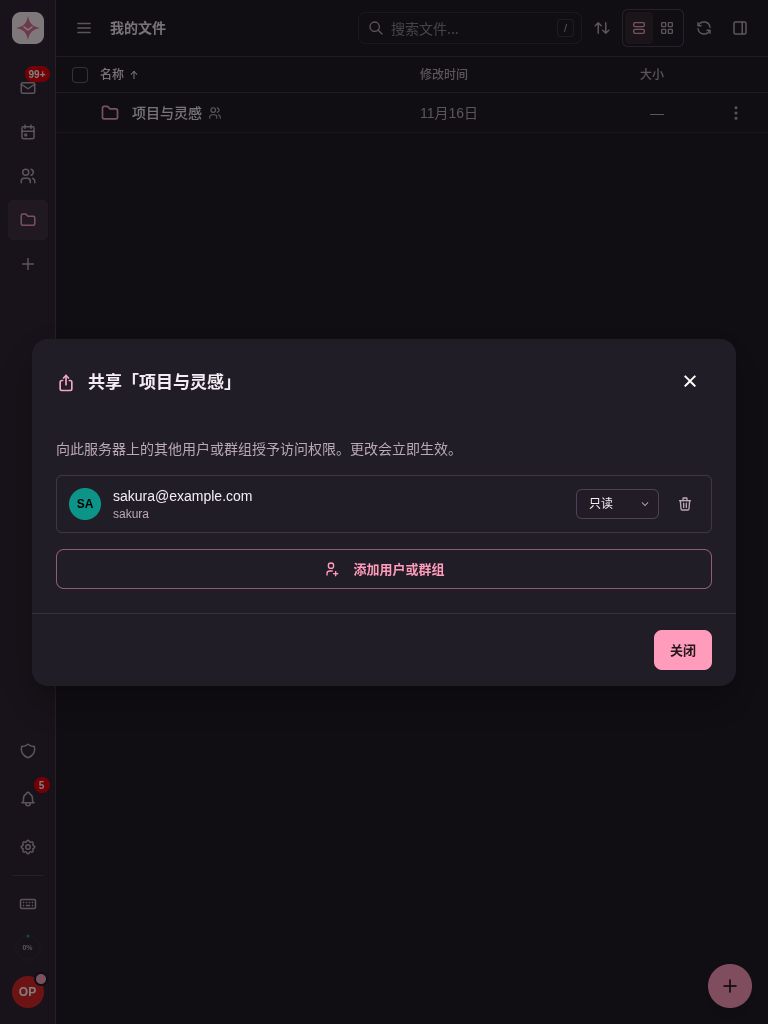 我的文件
搜索文件...
/
99+
名称
修改时间
大小
项目与灵感
11月16日
—
共享「项目与灵感」
向此服务器上的其他用户或群组授予访问权限。更改会立即生效。
SA
sakura@example.com
sakura
只读
添加用户或群组
关闭
5
0%
OP